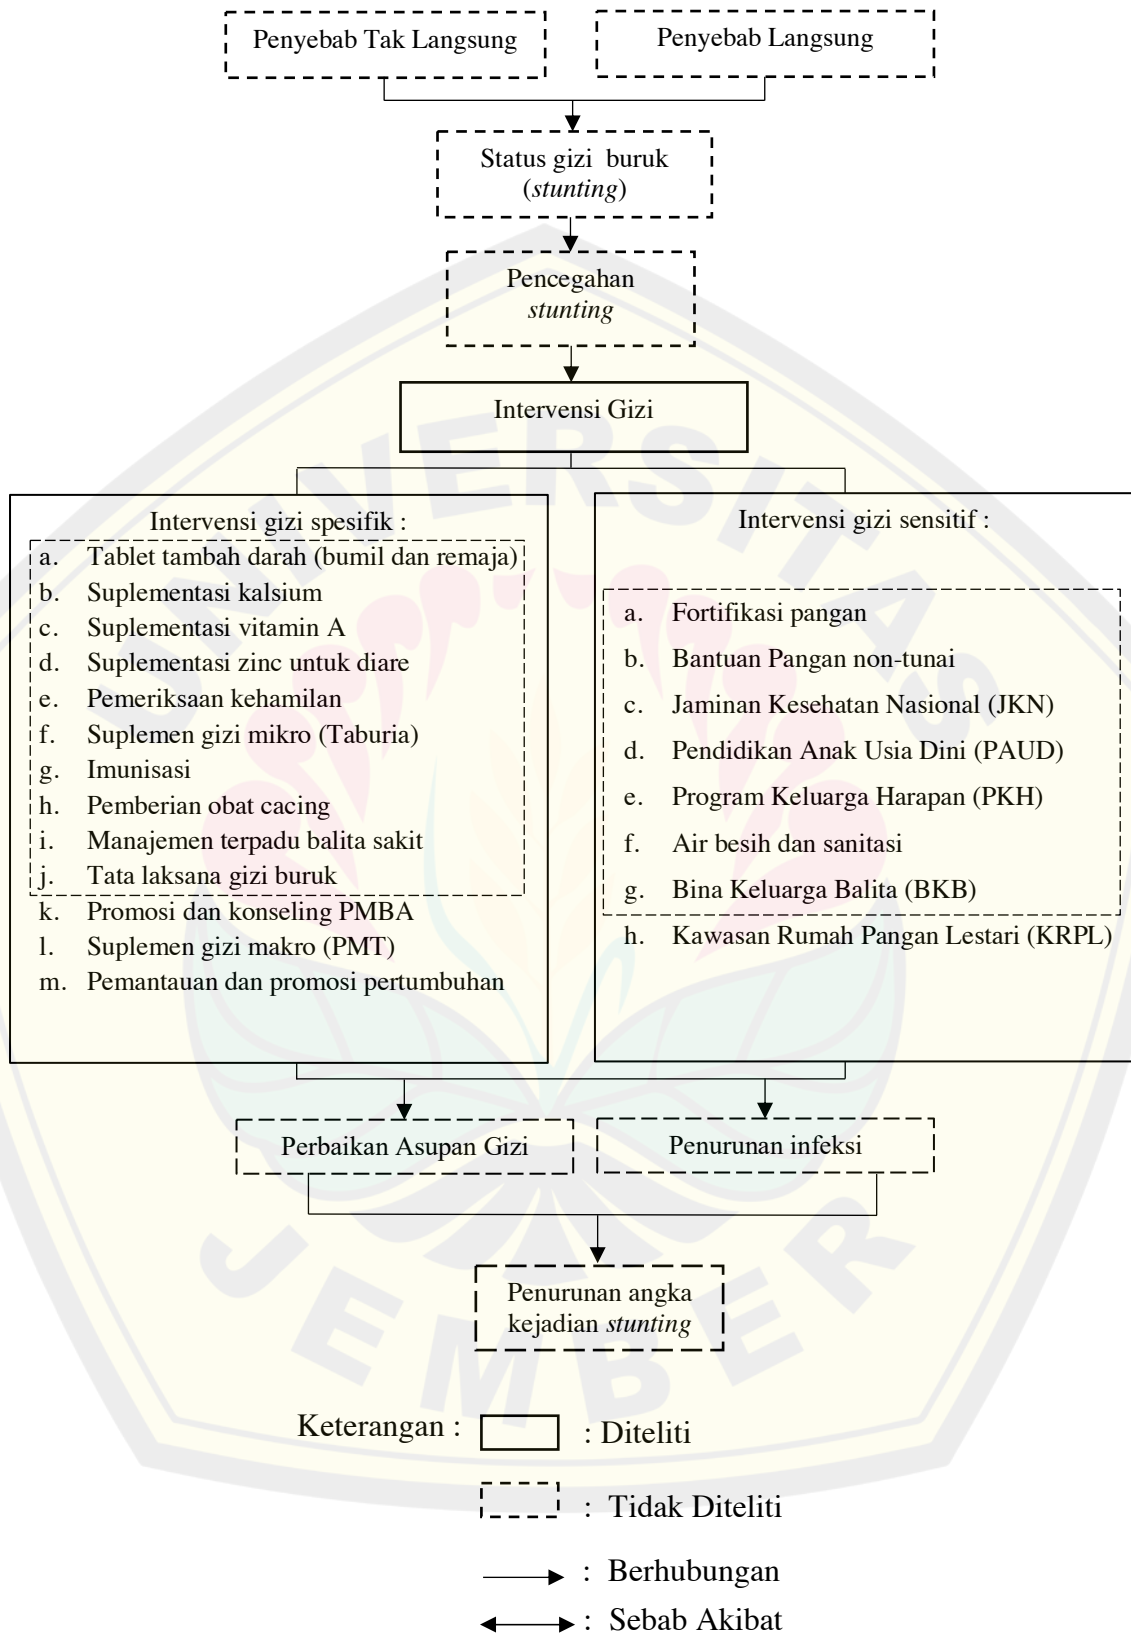 Penyebab Tak Langsung
Penyebab Langsung
Status gizi buruk
(stunting)
Pencegahan
stunting
Intervensi Gizi
Intervensi gizi spesifik :
a. Tablet tambah darah (bumil dan remaja)
b. Suplementasi kalsium
c. Suplementasi vitamin A
d. Suplementasi zinc untuk diare
e. Pemeriksaan kehamilan
f. Suplemen gizi mikro (Taburia)
g. Imunisasi
h. Pemberian obat cacing
i. Manajemen terpadu balita sakit
j. Tata laksana gizi buruk
k. Promosi dan konseling PMBA
l. Suplemen gizi makro (PMT)
m. Pemantauan dan promosi pertumbuhan
Intervensi gizi sensitif :
a. Fortifikasi pangan
b. Bantuan Pangan non-tunai
c. Jaminan Kesehatan Nasional (JKN)
d. Pendidikan Anak Usia Dini (PAUD)
e. Program Keluarga Harapan (PKH)
f. Air besih dan sanitasi
g. Bina Keluarga Balita (BKB)
h. Kawasan Rumah Pangan Lestari (KRPL)
Perbaikan Asupan Gizi
Penurunan infeksi
Penurunan angka
kejadian stunting
Keterangan :
: Diteliti
: Tidak Diteliti
: Berhubungan
: Sebab Akibat
UNIVERSITAS
JEMBER